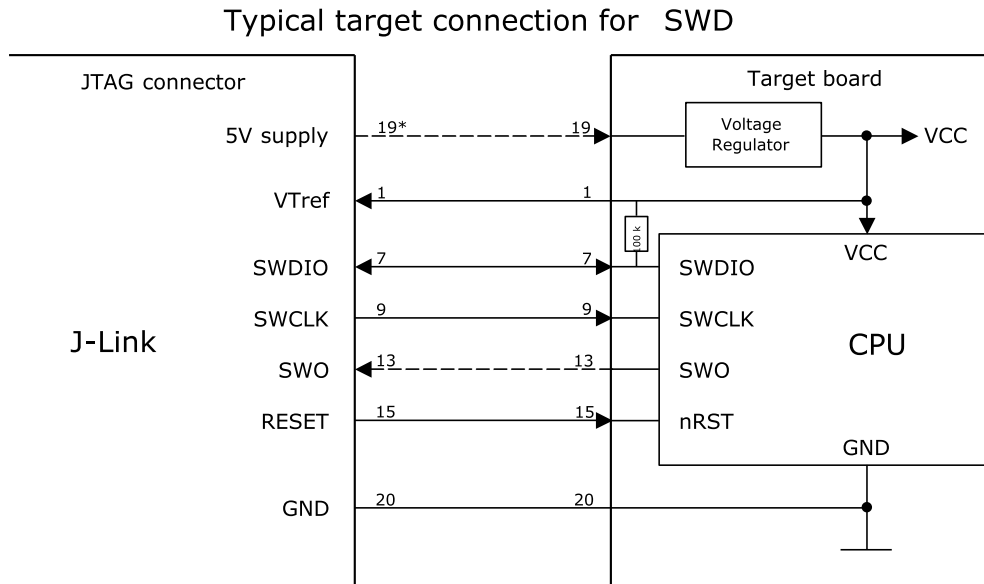 Typical target connection for SWD
JTAG connector
Target board
5V supply
19*
19
Voltage
Regulator
VCC
VTref
1
1
100 k
VCC
SWDIO
7
7
SWDIO
SWCLK
9
9
SWCLK
J-Link
CPU
SWO
13
13
SWO
RESET
15
15
nRST
GND
GND
20
20